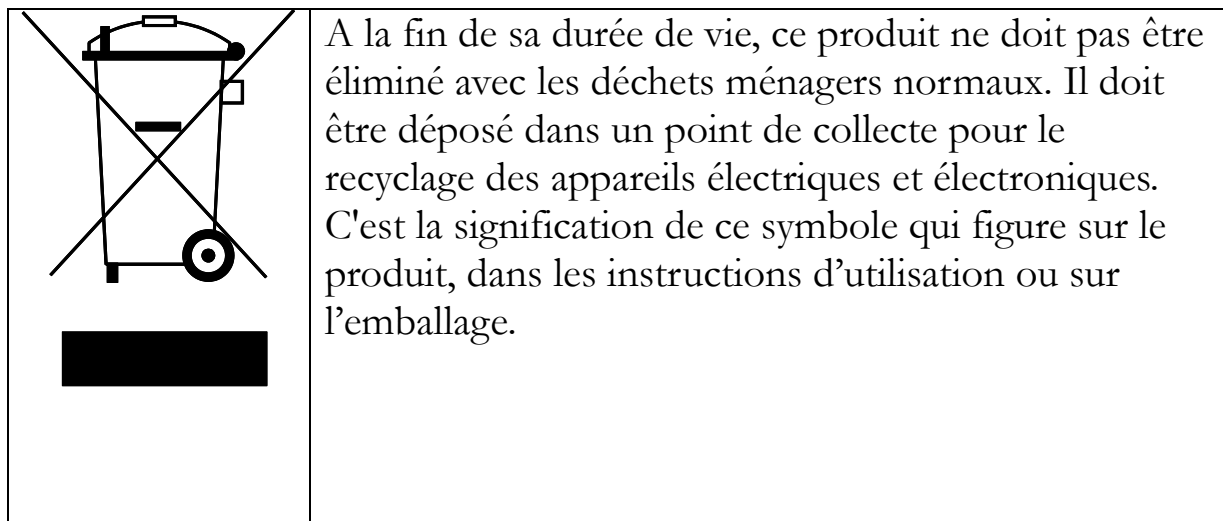 A la fin de sa durée de vie, ce produit ne doit pas être
éliminé avec les déchets ménagers normaux. Il doit
être déposé dans un point de collecte pour le
recyclage des appareils électriques et électroniques.
C'est la signification de ce symbole qui figure sur le
produit, dans les instructions d’utilisation ou sur
l’emballage.